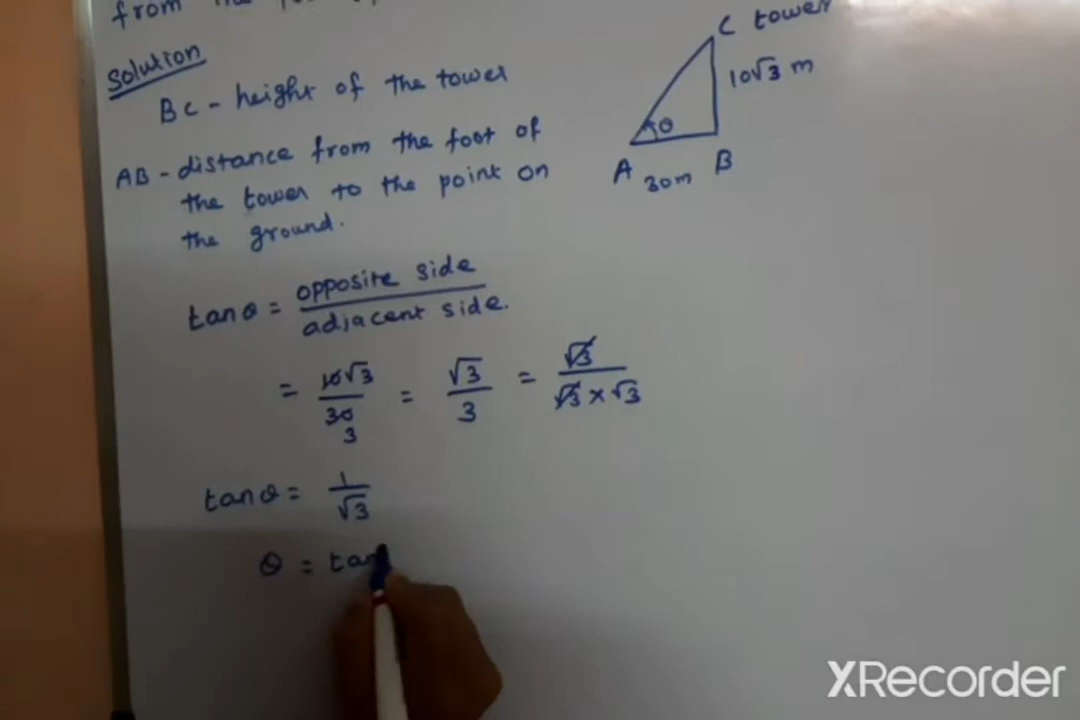 from the
Solution
BC - height of the tower
AB - distance from the foot of
the tower to the point on
the ground.
C tower
10√3 m
θ
A
30m
B
tanθ = opposite side / adjacent side.
= 10√3 / 30 3 = √3 / 3 = √3 / √3 × √3
tanθ = 1 / √3
θ = tan
XRecorder